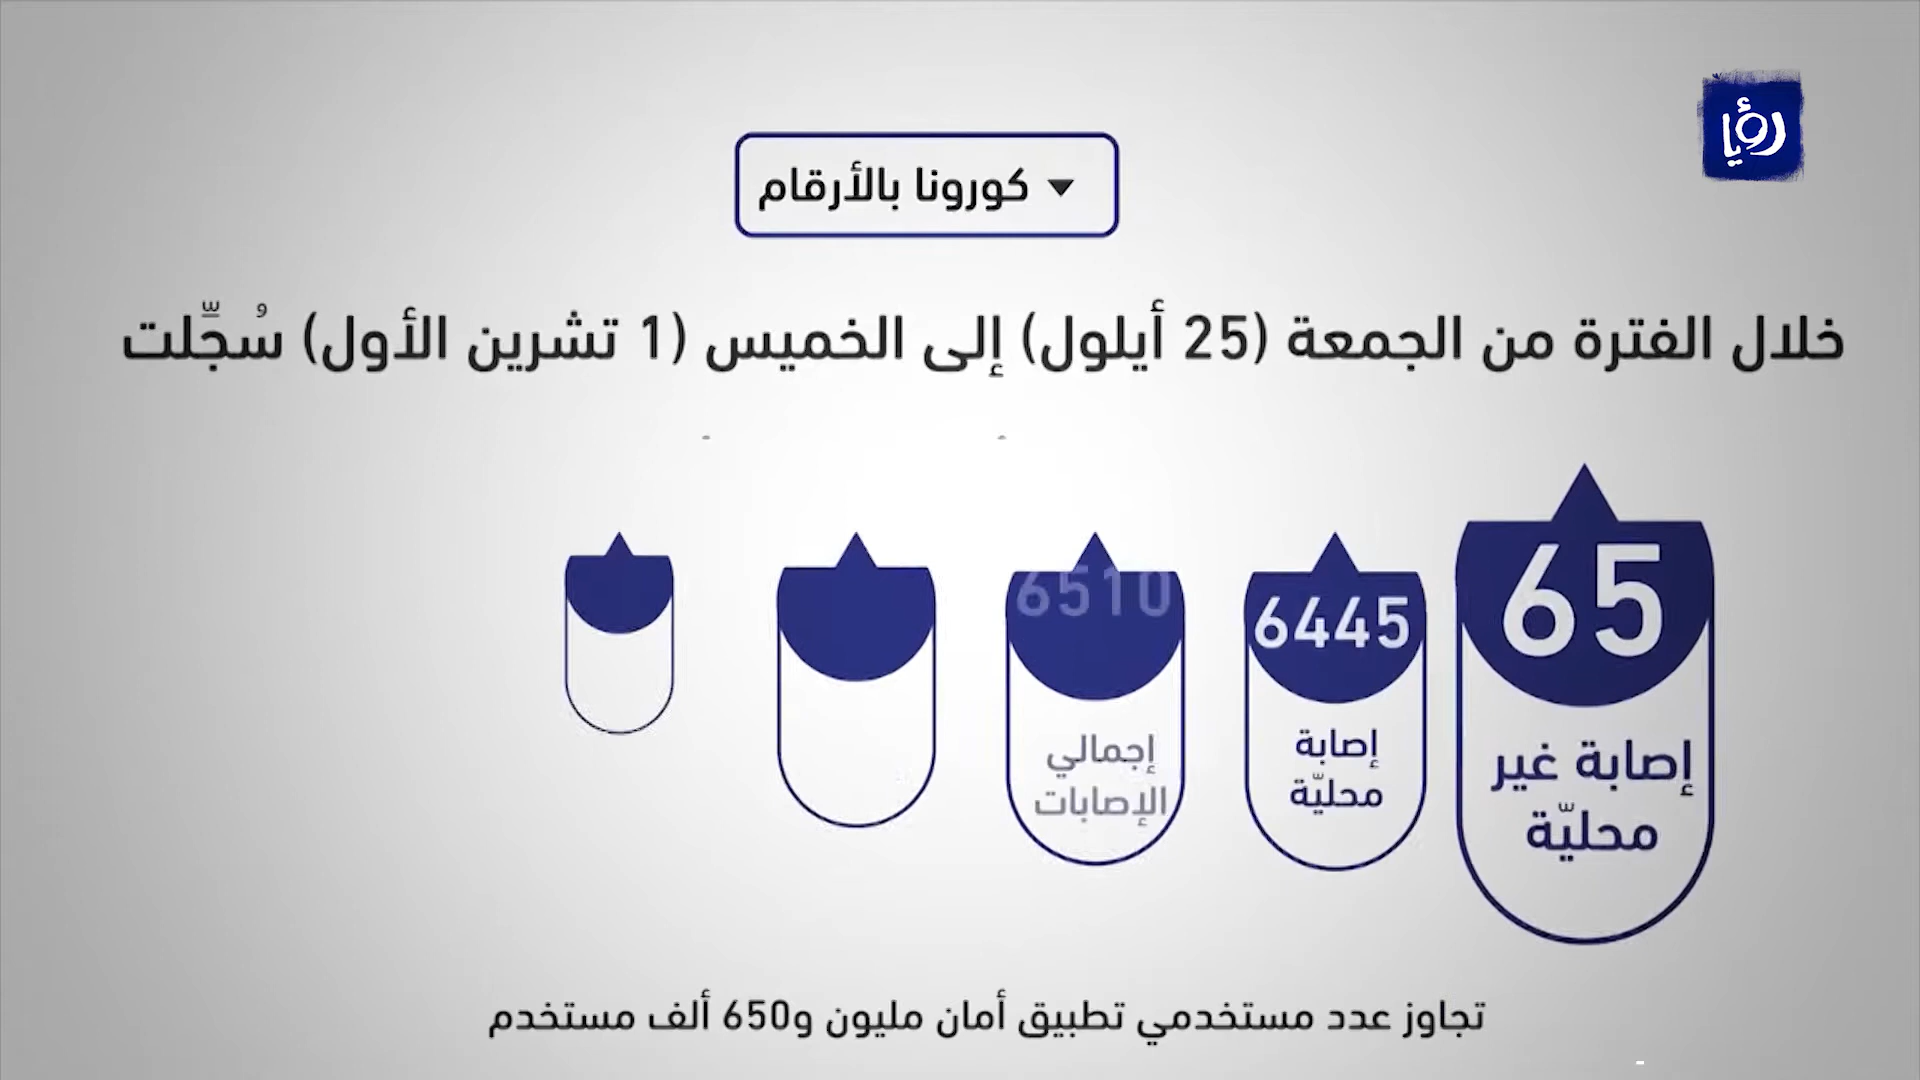 رؤيا
كورونا بالأرقام
خلال الفترة من الجمعة (25 أيلول) إلى الخميس (1 تشرين الأول) سُجّلت
65
إصابة غير
محليّة
6445
إصابة
محليّة
6510
إجمالي
الإصابات
تجاوز عدد مستخدمي تطبيق أمان مليون و650 ألف مستخدم